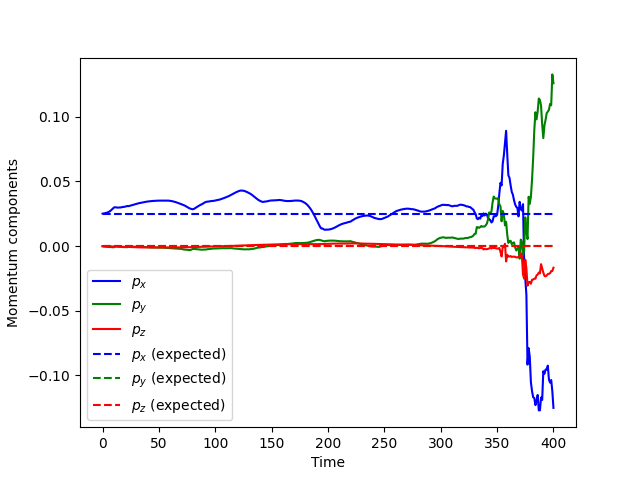 Momentum components
0.10
0.05
0.00
−0.05
−0.10
p_x
p_y
p_z
p_x (expected)
p_y (expected)
p_z (expected)
0 50 100 150 200 250 300 350 400
Time